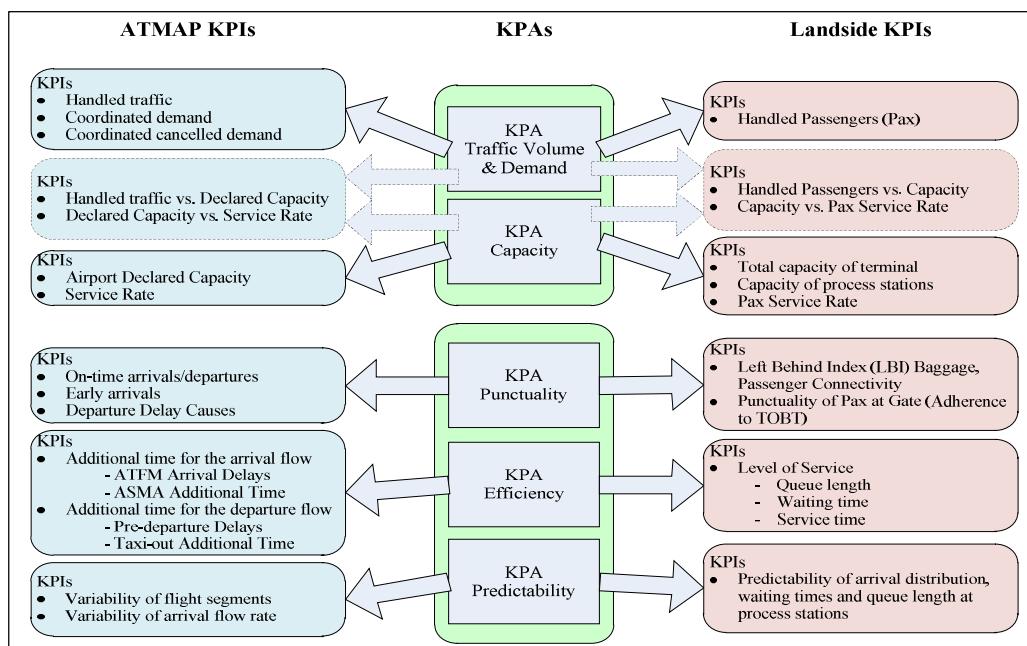 ATMAP KPIs
KPAs
Landside KPIs
KPIs
● Handled traffic
● Coordinated demand
● Coordinated cancelled demand
KPIs
● Handled traffic vs. Declared Capacity
● Declared Capacity vs. Service Rate
KPIs
● Airport Declared Capacity
● Service Rate
KPIs
● On-time arrivals/departures
● Early arrivals
● Departure Delay Causes
KPIs
● Additional time for the arrival flow
- ATFM Arrival Delays
- ASMA Additional Time
● Additional time for the departure flow
- Pre-departure Delays
- Taxi-out Additional Time
KPIs
● Variability of flight segments
● Variability of arrival flow rate
KPA
Traffic Volume
& Demand
KPA
Capacity
KPA
Punctuality
KPA
Efficiency
KPA
Predictability
KPIs
● Handled Passengers (Pax)
KPIs
● Handled Passengers vs. Capacity
● Capacity vs. Pax Service Rate
KPIs
● Total capacity of terminal
● Capacity of process stations
● Pax Service Rate
KPIs
● Left Behind Index (LBI) Baggage,
Passenger Connectivity
● Punctuality of Pax at Gate (Adherence
to TOBT)
KPIs
● Level of Service
- Queue length
- Waiting time
- Service time
KPIs
● Predictability of arrival distribution,
waiting times and queue length at
process stations